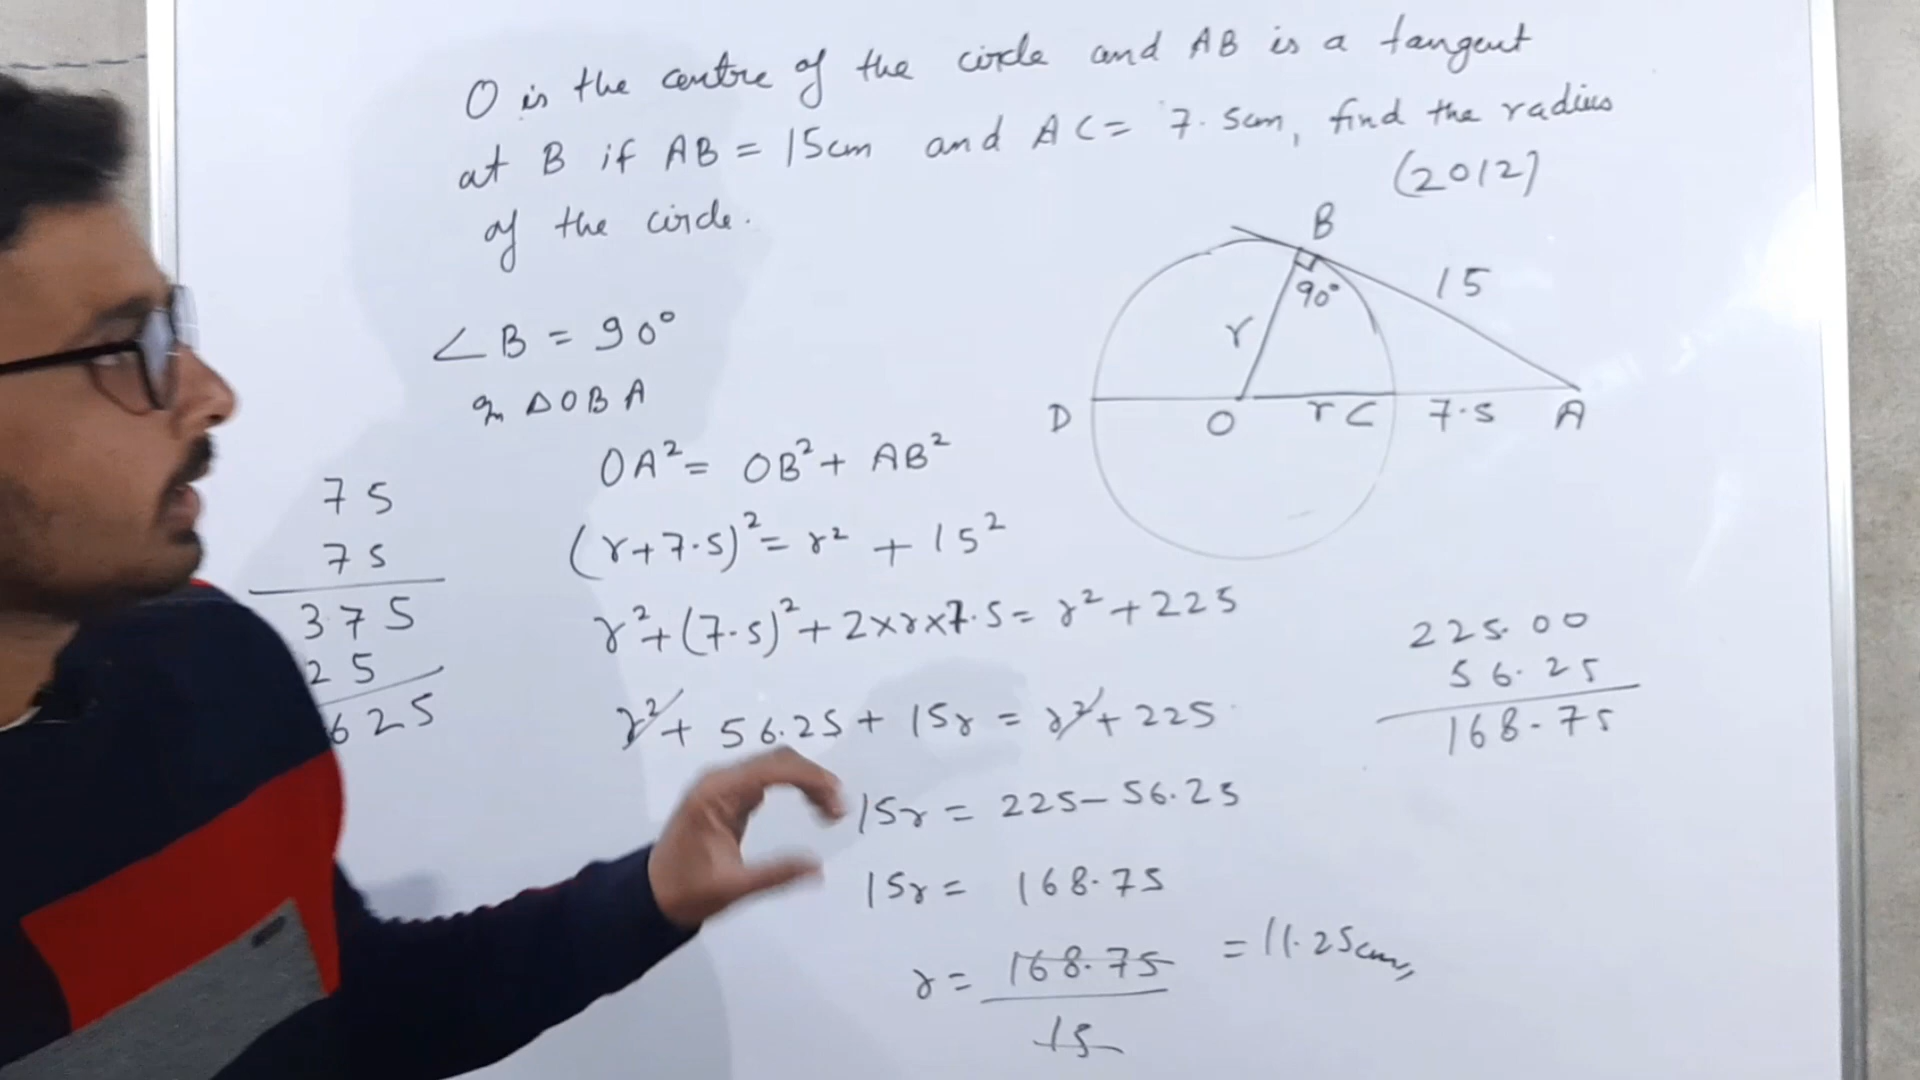 O is the centre of the circle and AB is a tangent
at B if AB = 15cm and AC = 7.5cm, find the radius
of the circle.
(2012)
∠B = 90°
In △OBA
OA² = OB² + AB²
(r+7.5)² = r² + 15²
r² + (7.5)² + 2×r×7.5 = r² + 225
r² + 56.25 + 15r = r² + 225
15r = 225 - 56.25
15r = 168.75
r = 168.75 / 15 = 11.25cm,
75
75
375
25
625
B
15
90°
r
D
O
r
C
7.5
A
225.00
56.25
168.75